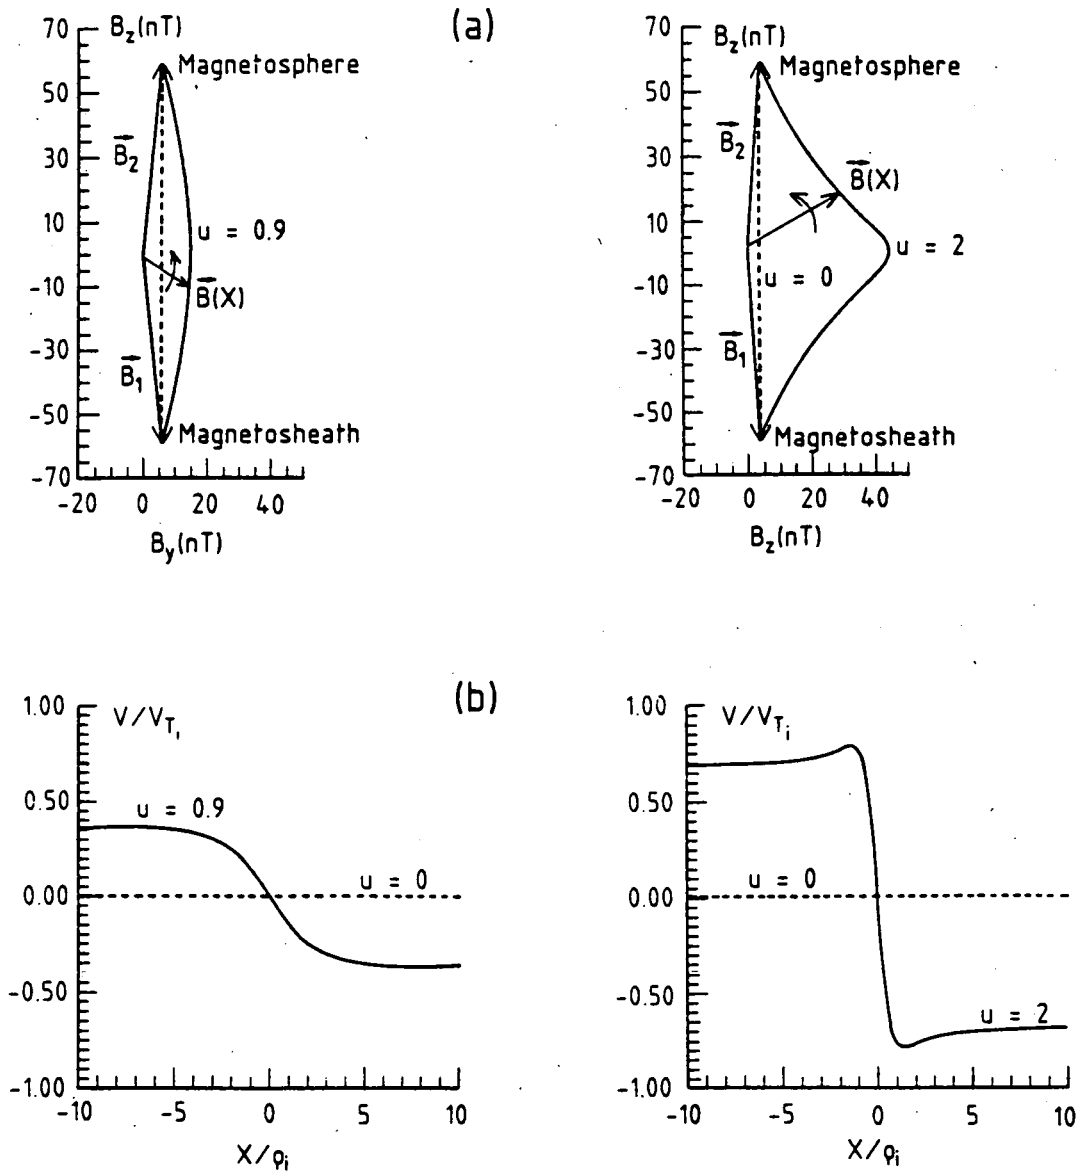 (a)
B_z(nT)
70
50
30
10
-10
-30
-50
-70
Magnetosphere
B_2
u = 0.9
B(X)
B_1
Magnetosheath
-20 0 20 40
B_y(nT)
B_z(nT)
70
50
30
10
-10
-30
-50
-70
Magnetosphere
B_2
B(X)
u = 2
u = 0
B_1
Magnetosheath
-20 0 20 40
B_z(nT)
(b)
V/V_Ti
1.00
0.50
0.00
-0.50
-1.00
u = 0.9
u = 0
-10 -5 0 5 10
X/ρ_i
V/V_Ti
1.00
0.50
0.00
-0.50
-1.00
u = 0
u = 2
-10 -5 0 5 10
X/ρ_i